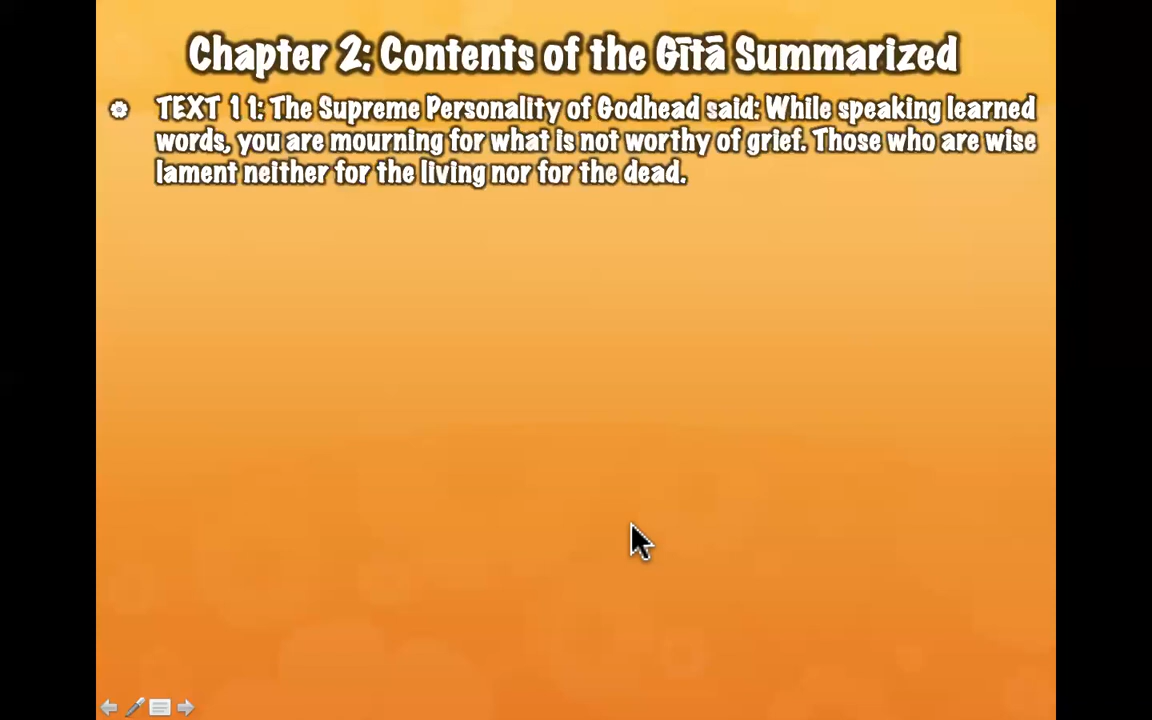 Chapter 2: Contents of the Gītā Summarized
TEXT 11: The Supreme Personality of Godhead said: While speaking learned
words, you are mourning for what is not worthy of grief. Those who are wise
lament neither for the living nor for the dead.